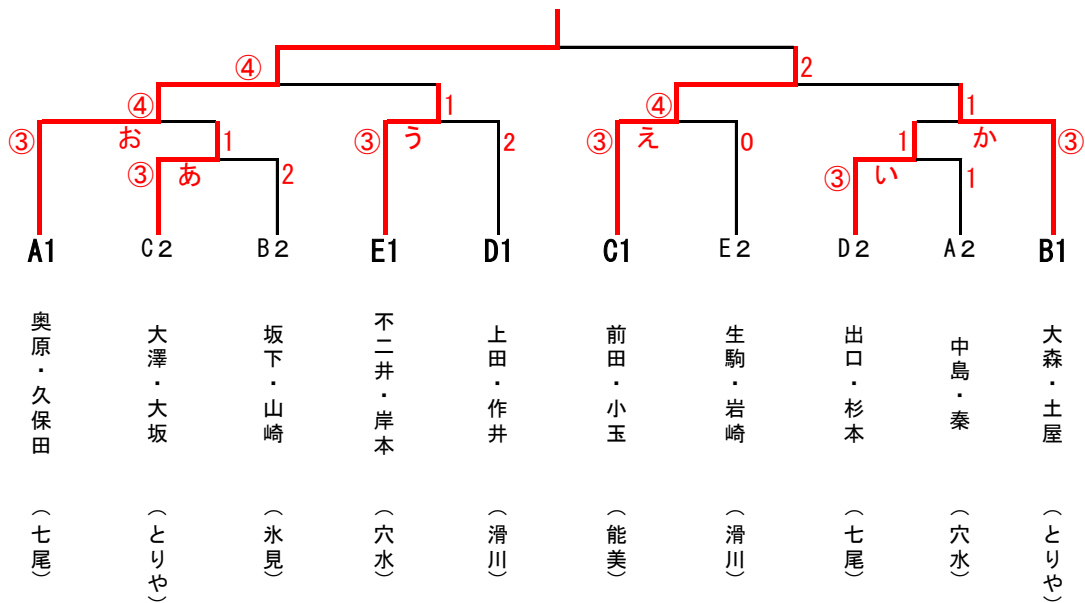 ④
2
④
1
④
1
③
お
1
③
う
2
③
え
0
1
か
③
③
あ
2
③
い
1
A1
C2
B2
E1
D1
C1
E2
D2
A2
B1
奥原・久保田
大澤・大坂
坂下・山崎
不二井・岸本
上田・作井
前田・小玉
生駒・岩崎
出口・杉本
中島・秦
大森・土屋
（七尾）
（とりや）
（氷見）
（穴水）
（滑川）
（能美）
（滑川）
（七尾）
（穴水）
（とりや）